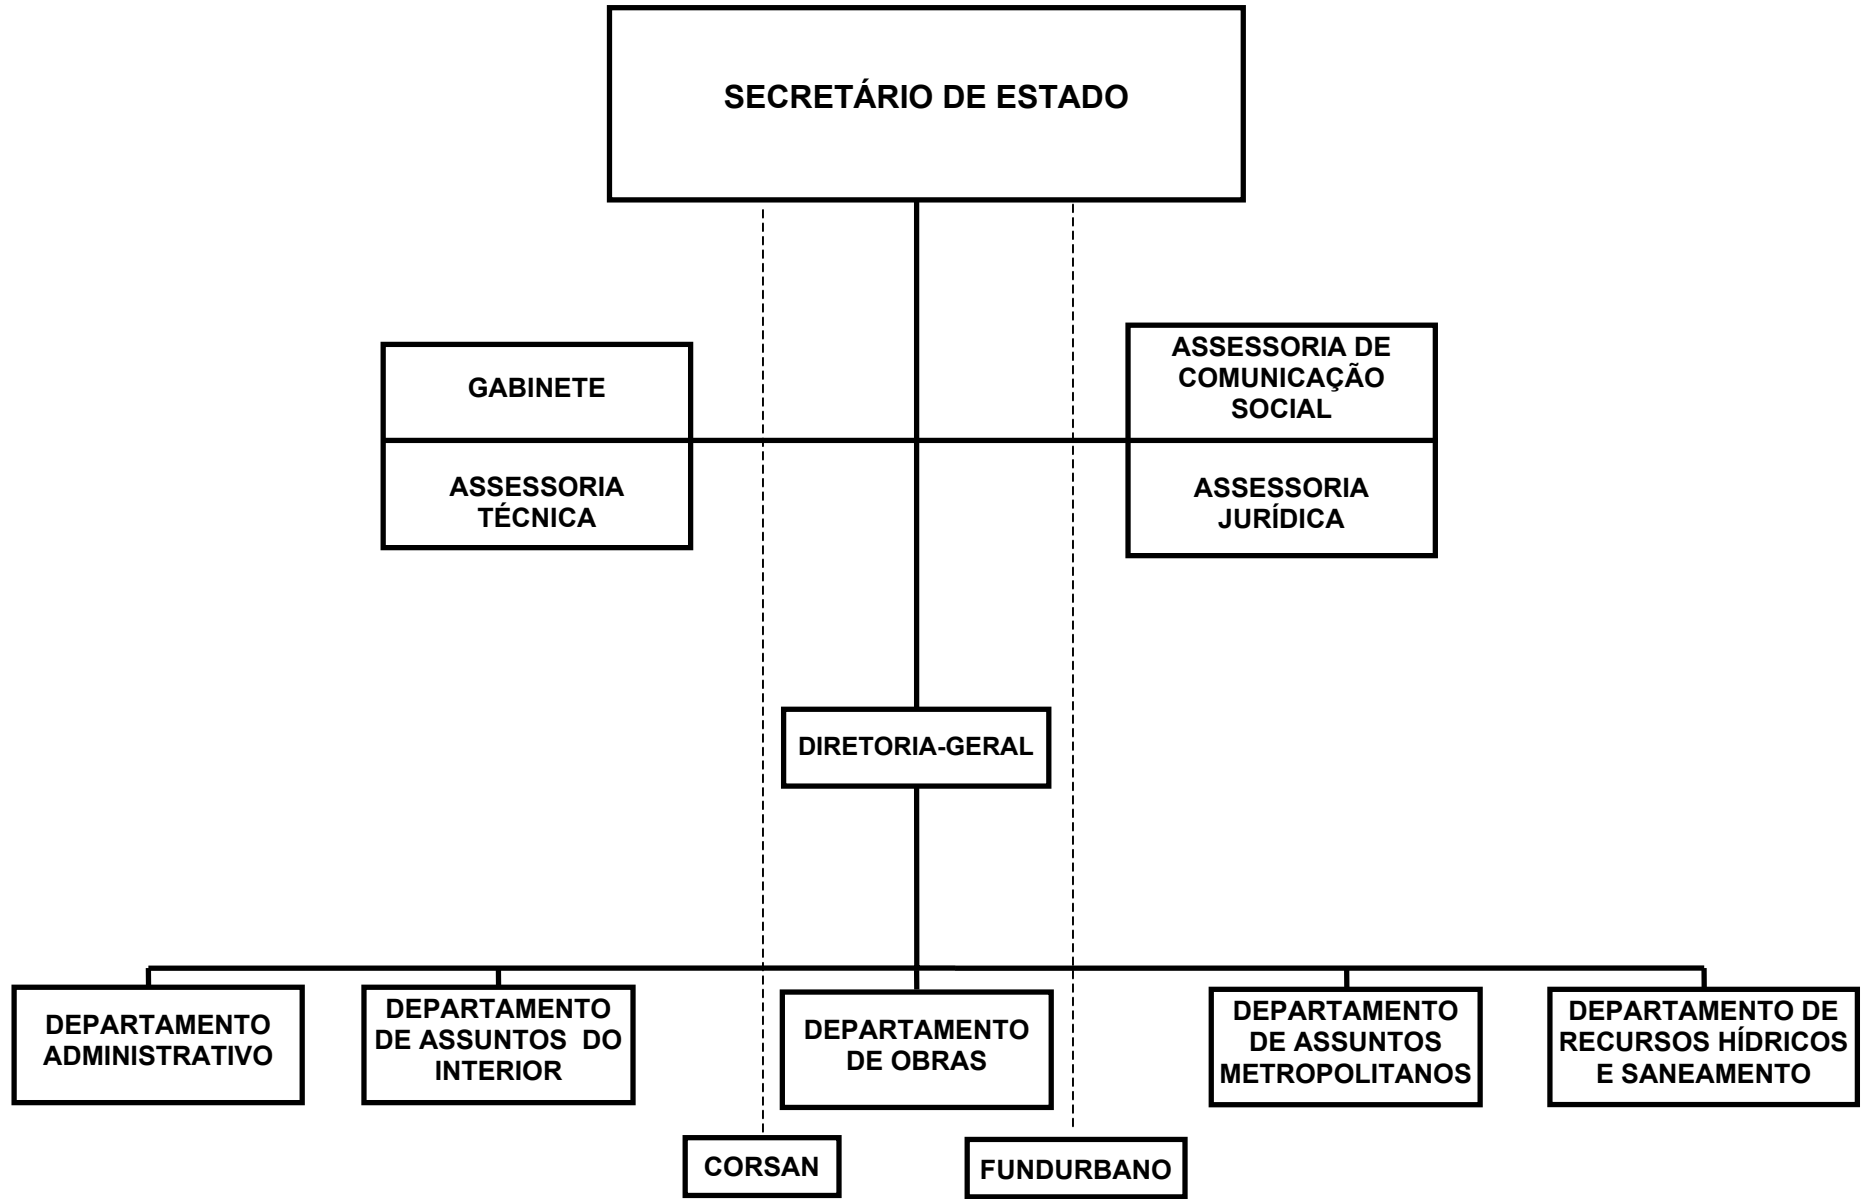 SECRETÁRIO DE ESTADO
GABINETE
ASSESSORIA
TÉCNICA
ASSESSORIA DE
COMUNICAÇÃO
SOCIAL
ASSESSORIA
JURÍDICA
DIRETORIA-GERAL
DEPARTAMENTO
ADMINISTRATIVO
DEPARTAMENTO
DE ASSUNTOS DO
INTERIOR
DEPARTAMENTO
DE OBRAS
DEPARTAMENTO
DE ASSUNTOS
METROPOLITANOS
DEPARTAMENTO DE
RECURSOS HÍDRICOS
E SANEAMENTO
CORSAN
FUNDURBANO